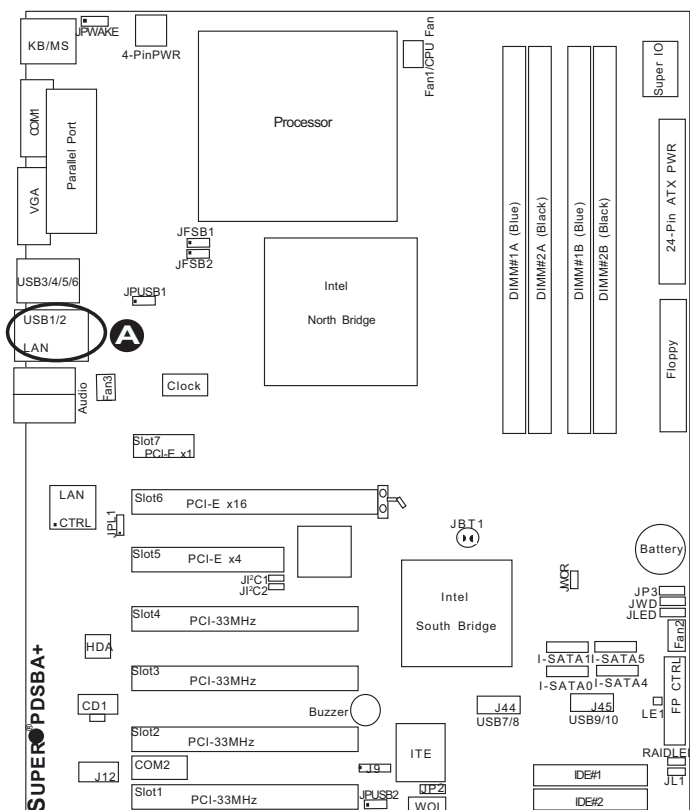 KB/MS
JPWAKE
4-PinPWR
Fan1/CPU Fan
Super IO
COM1
Parallel Port
Processor
VGA
24-Pin ATX PWR
DIMM#1A (Blue)
DIMM#2A (Black)
DIMM#1B (Blue)
DIMM#2B (Black)
JFSB1
JFSB2
USB3/4/5/6
JPUSB1
Intel
North Bridge
USB1/2
LAN
A
Floppy
Audio
Fan3
Clock
Slot7
PCI-E x1
LAN
CTRL
JPL1
Slot6
PCI-E x16
JBT1
Battery
Slot5
PCI-E x4
JI²C1
JI²C2
JWOR
Intel
South Bridge
JP3
JWD
JLED
Fan2
Slot4
PCI-33MHz
HDA
I-SATA1
I-SATA5
I-SATA0
I-SATA4
FP CTRL
Slot3
PCI-33MHz
CD1
Buzzer
J44
USB7/8
J45
USB9/10
LE1
SUPER®PDSBA+
Slot2
PCI-33MHz
ITE
RAIDLED
JL1
J12
COM2
J9
JP2
IDE#1
Slot1
PCI-33MHz
JPUSB2
WOL
IDE#2